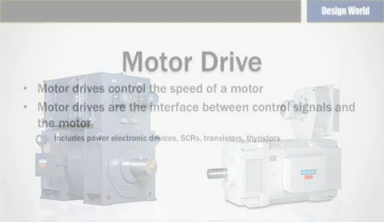 Design World
Motor Drive
• Motor drives control the speed of a motor
• Motor drives are the interface between control signals and
the motor
Includes power electronic devices, SCRs, transistors, thyristors